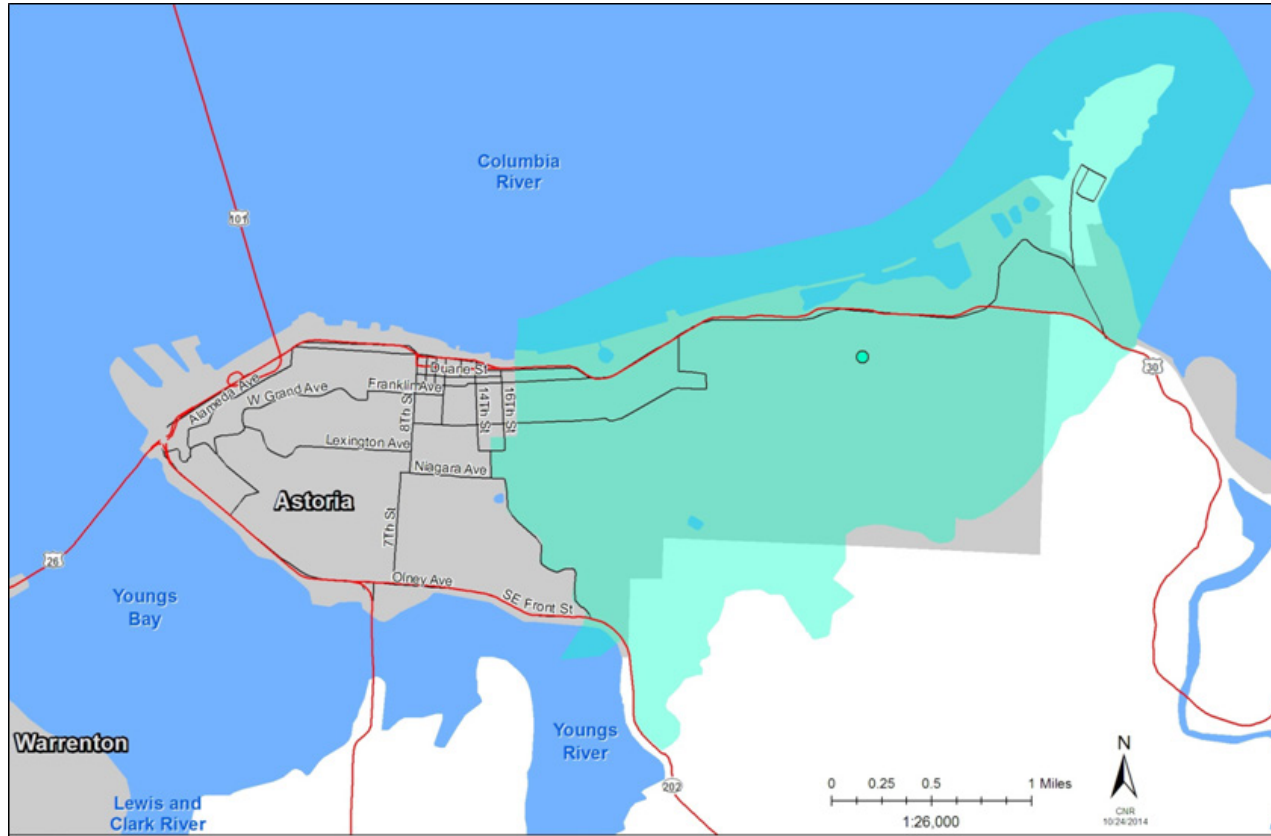 Columbia
River
101
Duane St
Alameda Ave
W Grand Ave
Franklin Ave
8Th St
14Th St
16Th St
30
Lexington Ave
Niagara Ave
Astoria
7Th St
26
Olney Ave
SE Front St
Youngs
Bay
Youngs
River
Warrenton
202
Lewis and
Clark River
N
0 0.25 0.5 1 Miles
1:26,000
CNR
10/24/2014